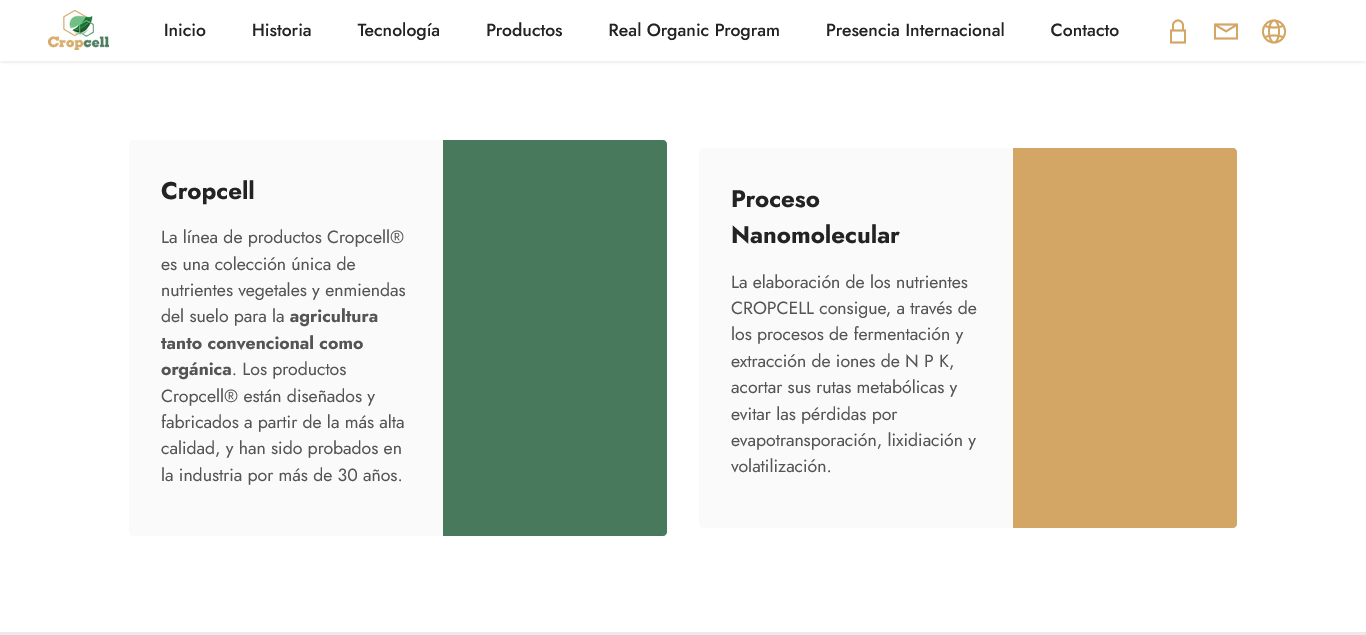 Cropcell
Inicio
Historia
Tecnología
Productos
Real Organic Program
Presencia Internacional
Contacto
Cropcell
La línea de productos Cropcell®
es una colección única de
nutrientes vegetales y enmiendas
del suelo para la agricultura
tanto convencional como
orgánica. Los productos
Cropcell® están diseñados y
fabricados a partir de la más alta
calidad, y han sido probados en
la industria por más de 30 años.
Proceso
Nanomolecular
La elaboración de los nutrientes
CROPCELL consigue, a través de
los procesos de fermentación y
extracción de iones de N P K,
acortar sus rutas metabólicas y
evitar las pérdidas por
evapotransporación, lixidiación y
volatilización.